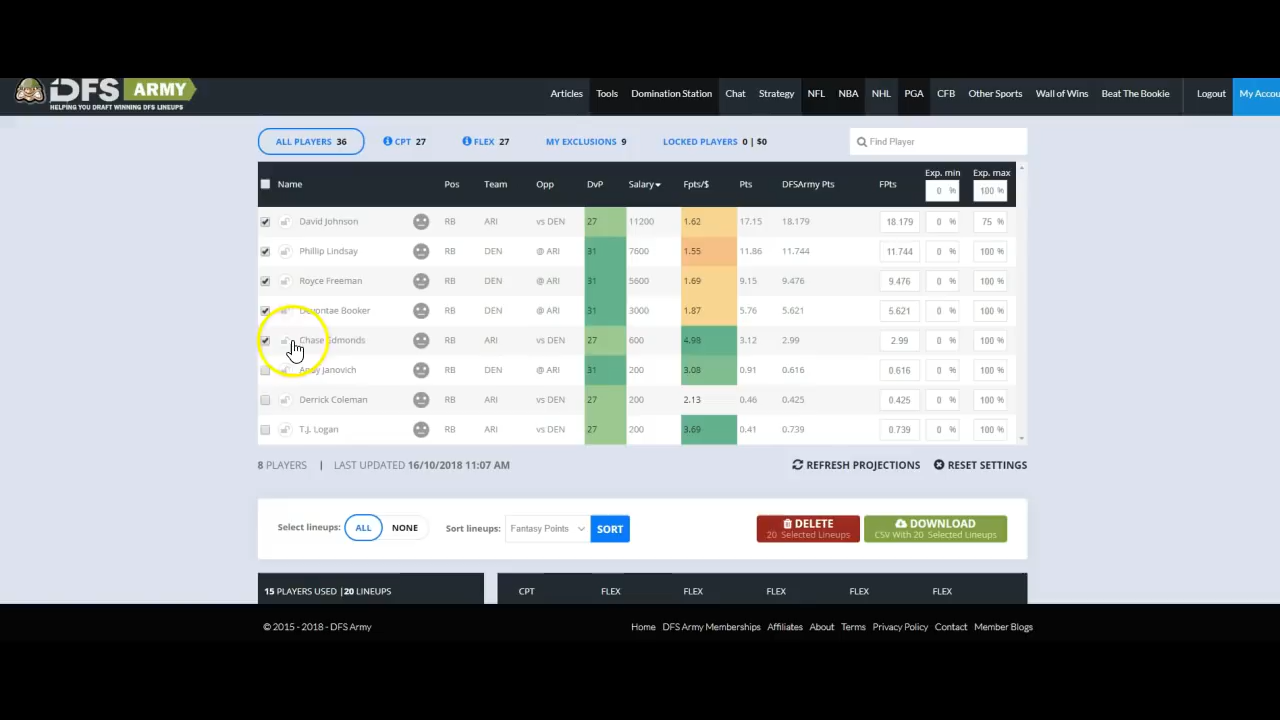 DFS ARMY
HELPING YOU DRAFT WINNING DFS LINEUPS
Articles Tools Domination Station Chat Strategy NFL NBA NHL PGA CFB Other Sports Wall of Wins Beat The Bookie Logout My Accou
ALL PLAYERS 36 CPT 27 FLEX 27 MY EXCLUSIONS 9 LOCKED PLAYERS 0 | $0 Find Player
Name Pos Team Opp DvP Salary Fpts/$ Pts DFSArmy Pts FPts Exp. min 0 % Exp. max 100 %
David Johnson RB ARI vs DEN 27 11200 1.62 17.15 18.179 18.179 0 % 75 %
Phillip Lindsay RB DEN @ ARI 31 7600 1.55 11.86 11.744 11.744 0 % 100 %
Royce Freeman RB DEN @ ARI 31 5600 1.69 9.15 9.476 9.476 0 % 100 %
Devontae Booker RB DEN @ ARI 31 3000 1.87 5.76 5.621 5.621 0 % 100 %
Chase Edmonds RB ARI vs DEN 27 600 4.98 3.12 2.99 2.99 0 % 100 %
Andy Janovich RB DEN @ ARI 31 200 3.08 0.91 0.616 0.616 0 % 100 %
Derrick Coleman RB ARI vs DEN 27 200 2.13 0.46 0.425 0.425 0 % 100 %
T.J. Logan RB ARI vs DEN 27 200 3.69 0.41 0.739 0.739 0 % 100 %
8 PLAYERS | LAST UPDATED 16/10/2018 11:07 AM REFRESH PROJECTIONS RESET SETTINGS
Select lineups: ALL NONE Sort lineups: Fantasy Points SORT DELETE DOWNLOAD
20 Selected Lineups CSV With 20 Selected Lineups
15 PLAYERS USED |20 LINEUPS CPT FLEX FLEX FLEX FLEX FLEX
© 2015 - 2018 - DFS Army Home DFS Army Memberships Affiliates About Terms Privacy Policy Connect Member Blogs